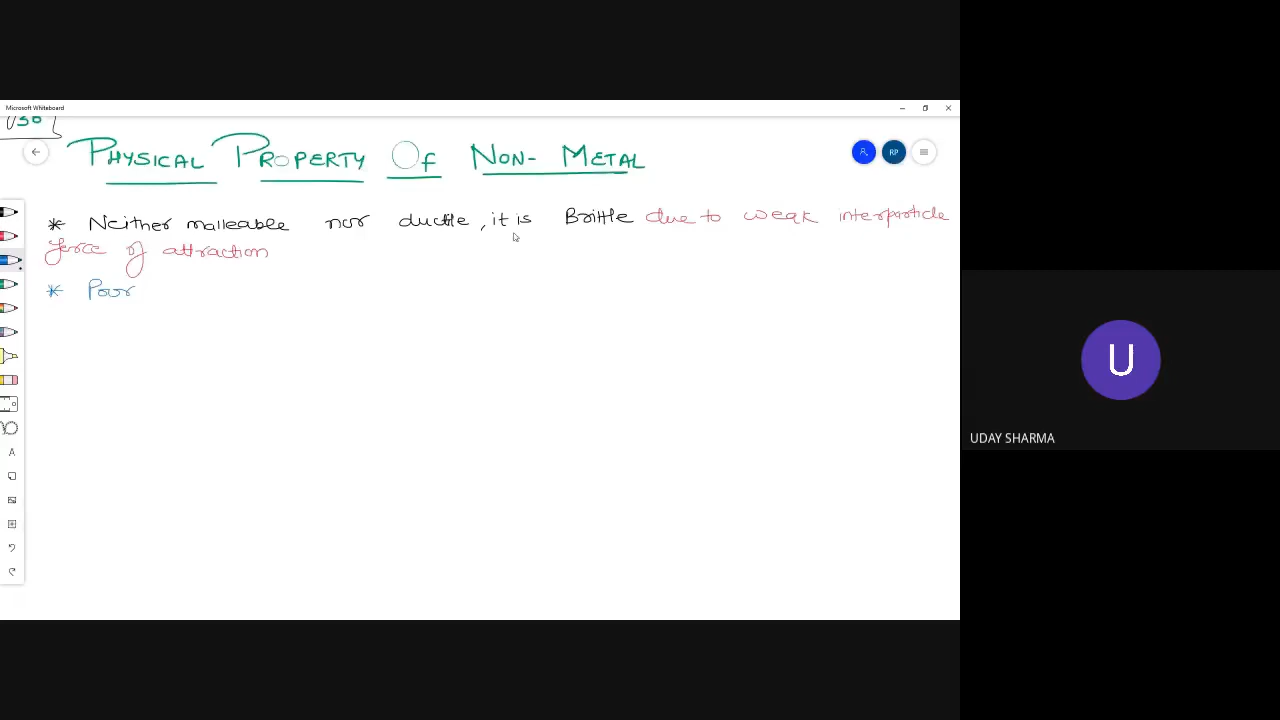 Microsoft Whiteboard
PHYSICAL PROPERTY Of NON-METAL
RP
* Neither malleable nor ductile, it is Brittle due to weak interparticle
force of attraction
* Poor
A
U
UDAY SHARMA